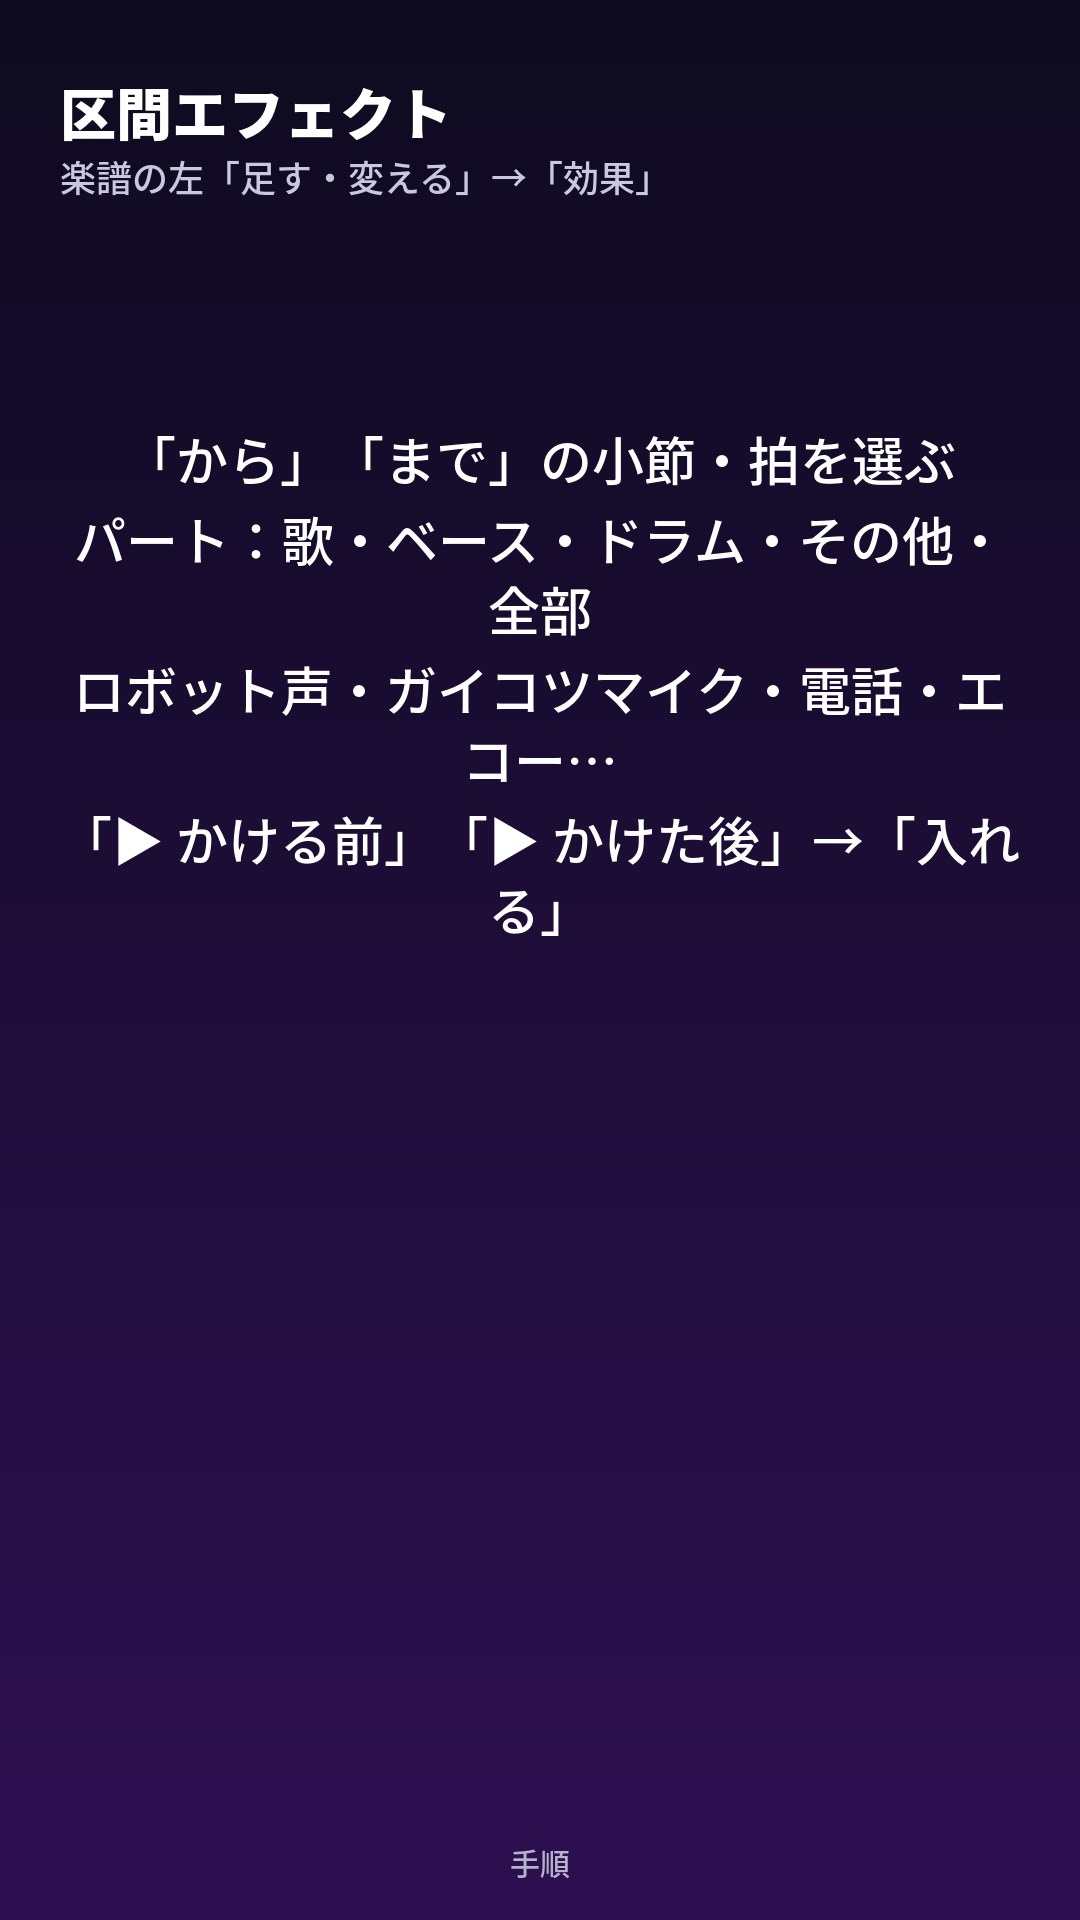 区間エフェクト
楽譜の左「足す・変える」→「効果」
「から」「まで」の小節・拍を選ぶ
パート：歌・ベース・ドラム・その他・
全部
ロボット声・ガイコツマイク・電話・エ
コー…
「▶ かける前」「▶ かけた後」→「入れ
る」
手順